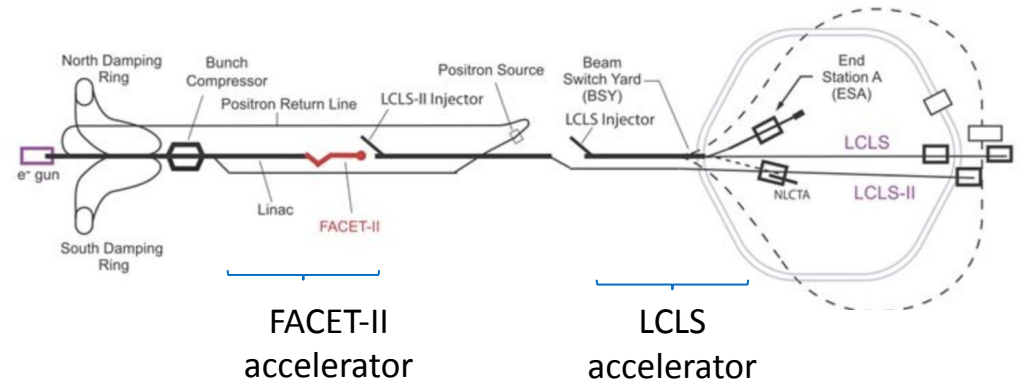 North Damping
Ring
Bunch
Compressor
Positron Return Line
LCLS-II Injector
Positron Source
Beam
Switch Yard
(BSY)
LCLS Injector
End
Station A
(ESA)
e- gun
Linac
FACET-II
South Damping
Ring
LCLS
LCLS-II
NLCTA
FACET-II
accelerator
LCLS
accelerator